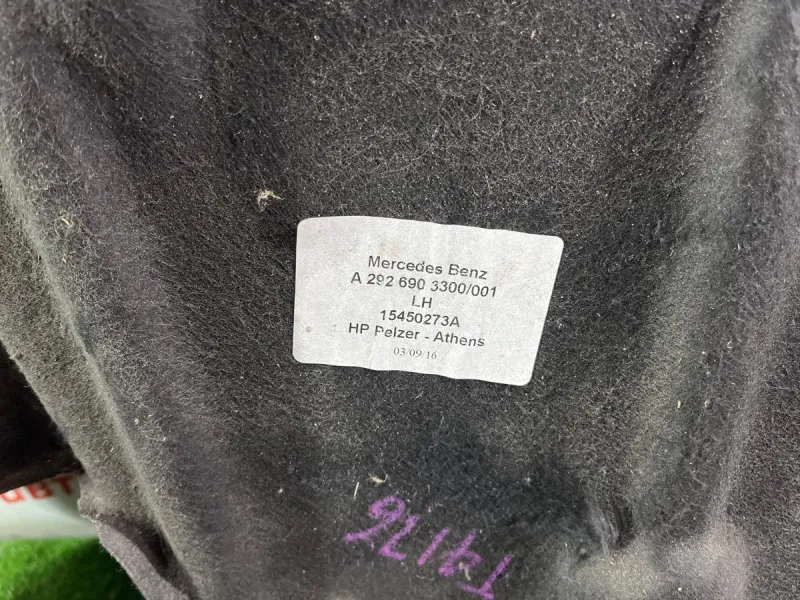 Mercedes Benz
A 292 690 3300/001
LH
15450273A
HP Pelzer - Athens
03/09/16